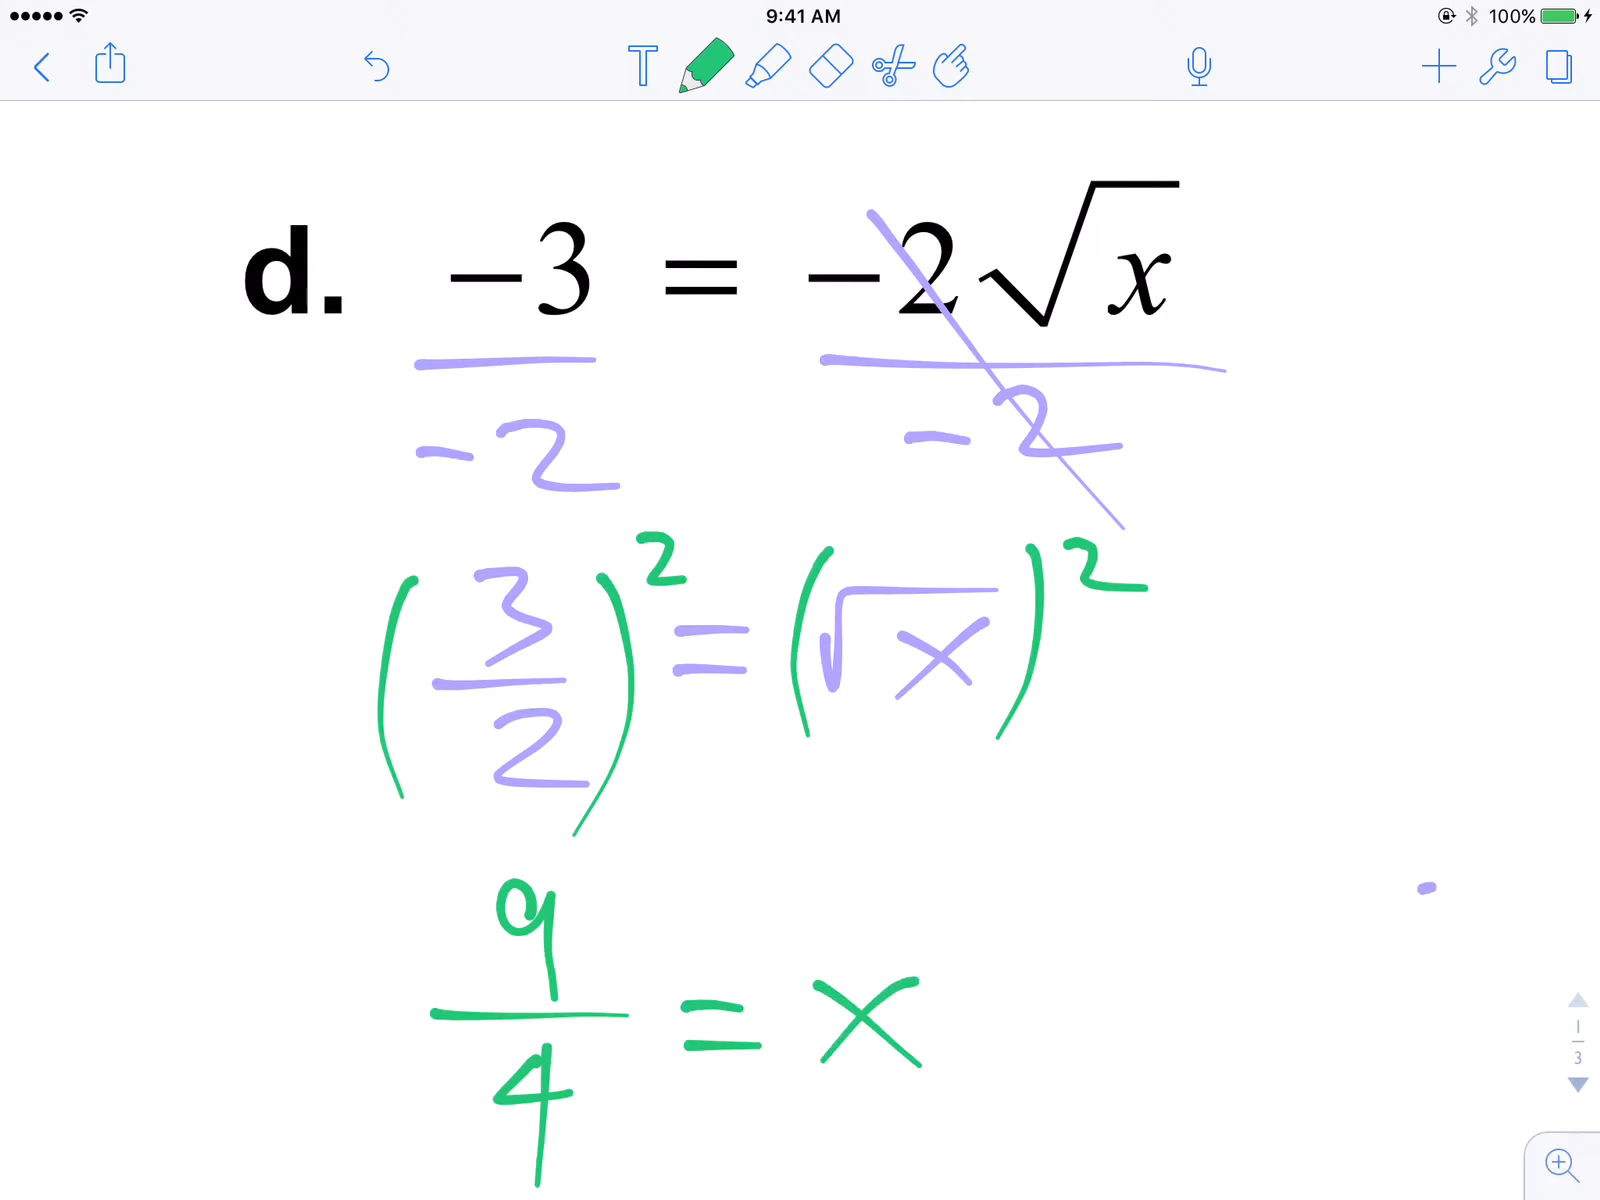 9:41 AM 100%
d. −3 = −2√x
-2 -2
(3/2)² = (√x)²
9/4 = x
1
3